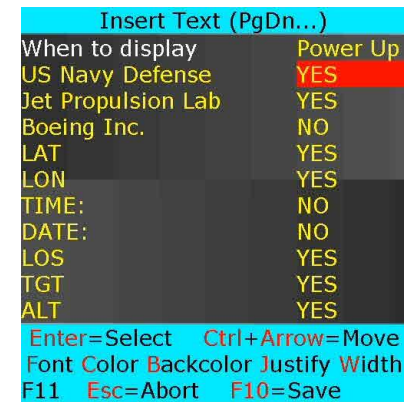 Insert Text (PgDn...)
When to display Power Up
US Navy Defense YES
Jet Propulsion Lab YES
Boeing Inc. NO
LAT YES
LON YES
TIME: NO
DATE: NO
LOS YES
TGT YES
ALT YES
Enter=Select Ctrl+Arrow=Move
Font Color Backcolor Justify Width
F11 Esc=Abort F10=Save